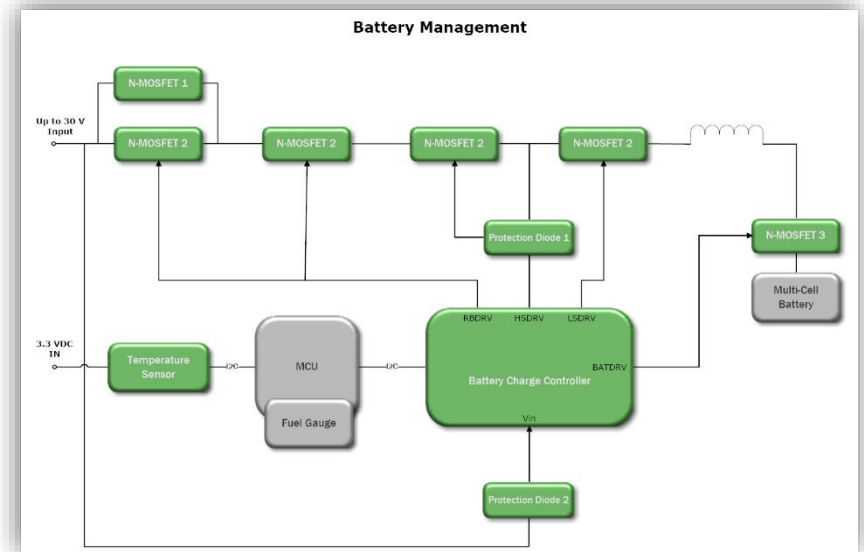 Battery Management
N-MOSFET 1
Up to 30 V
Input
N-MOSFET 2
N-MOSFET 2
N-MOSFET 2
N-MOSFET 2
Protection Diode 1
N-MOSFET 3
Multi-Cell
Battery
RBDRV
HSDRV
LSDRV
3.3 VDC
IN
Temperature
Sensor
I2C
MCU
I2C
BATDRV
Battery Charge Controller
Fuel Gauge
Vin
Protection Diode 2